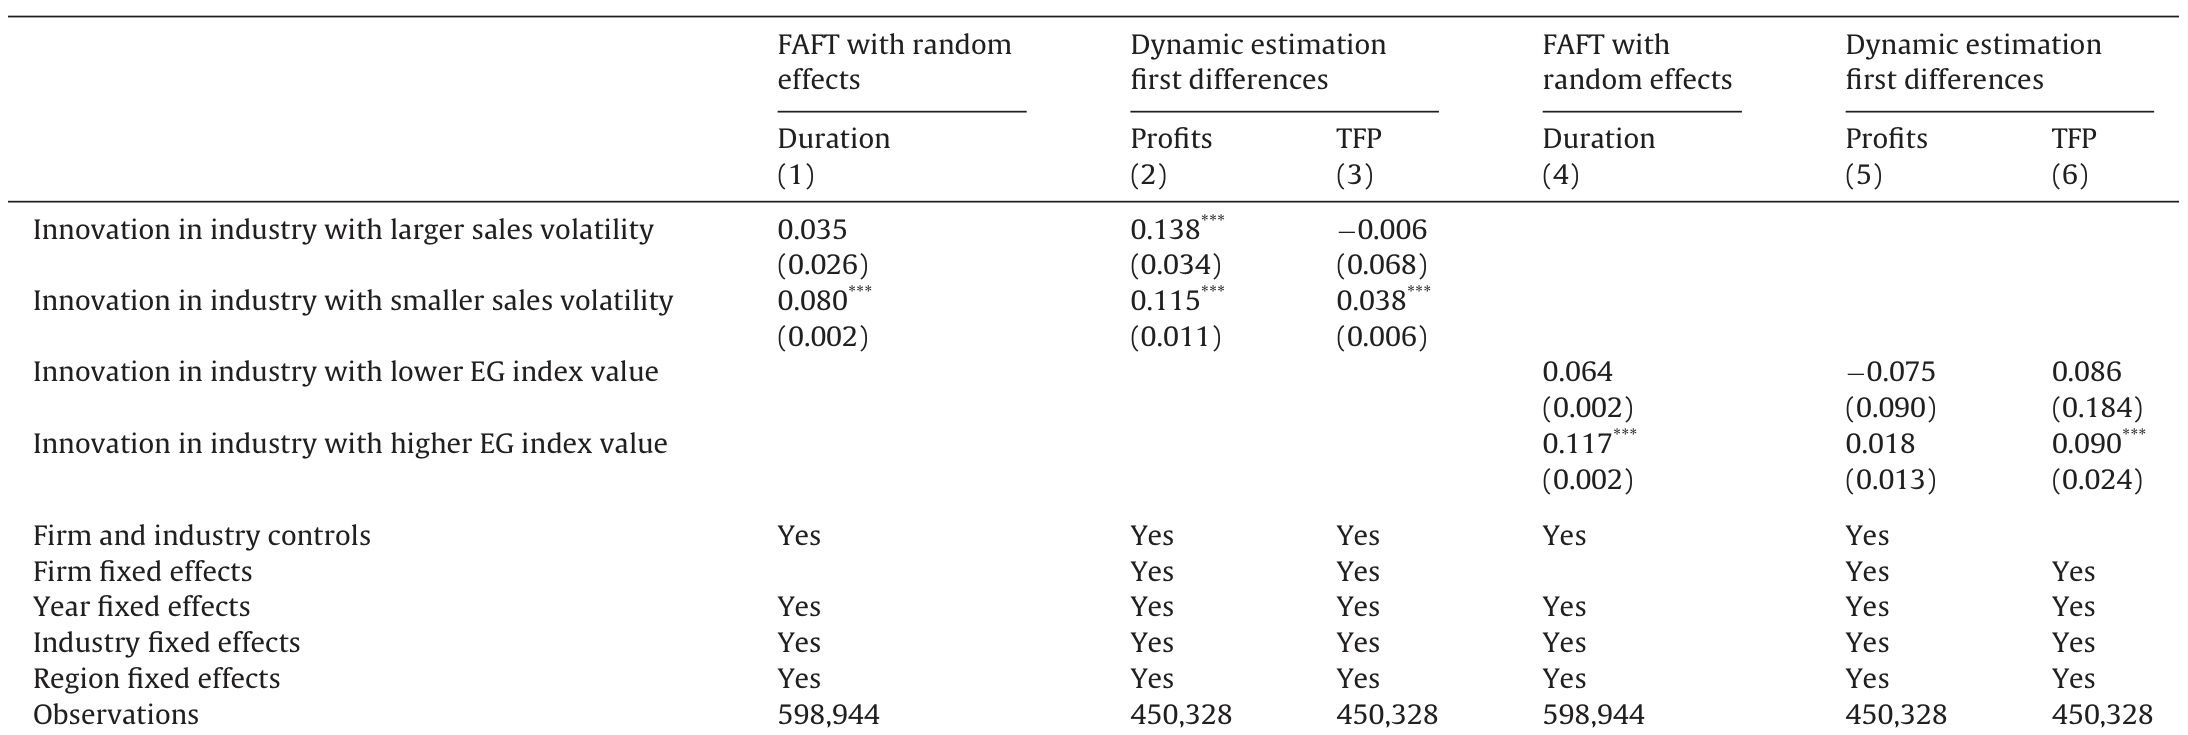 FAFT with random Dynamic estimation FAFT with Dynamic estimation
effects first differences random effects first differences
Duration Profits TFP Duration Profits TFP
(1) (2) (3) (4) (5) (6)
Innovation in industry with larger sales volatility 0.035 0.138*** −0.006
(0.026) (0.034) (0.068)
Innovation in industry with smaller sales volatility 0.080*** 0.115*** 0.038***
(0.002) (0.011) (0.006)
Innovation in industry with lower EG index value 0.064 −0.075 0.086
(0.002) (0.090) (0.184)
Innovation in industry with higher EG index value 0.117*** 0.018 0.090***
(0.002) (0.013) (0.024)
Firm and industry controls Yes Yes Yes Yes Yes
Firm fixed effects Yes Yes Yes Yes
Year fixed effects Yes Yes Yes Yes Yes Yes
Industry fixed effects Yes Yes Yes Yes Yes Yes
Region fixed effects Yes Yes Yes Yes Yes Yes
Observations 598,944 450,328 450,328 598,944 450,328 450,328